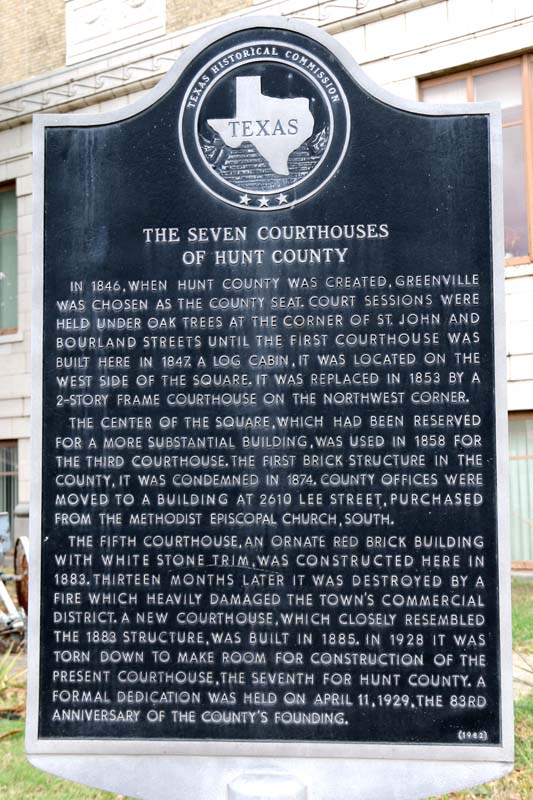 TEXAS HISTORICAL COMMISSION
TEXAS
THE SEVEN COURTHOUSES
OF HUNT COUNTY
IN 1846, WHEN HUNT COUNTY WAS CREATED, GREENVILLE
WAS CHOSEN AS THE COUNTY SEAT. COURT SESSIONS WERE
HELD UNDER OAK TREES AT THE CORNER OF ST. JOHN AND
BOURLAND STREETS UNTIL THE FIRST COURTHOUSE WAS
BUILT HERE IN 1847. A LOG CABIN, IT WAS LOCATED ON THE
WEST SIDE OF THE SQUARE. IT WAS REPLACED IN 1853 BY A
2-STORY FRAME COURTHOUSE ON THE NORTHWEST CORNER.
THE CENTER OF THE SQUARE, WHICH HAD BEEN RESERVED
FOR A MORE SUBSTANTIAL BUILDING, WAS USED IN 1858 FOR
THE THIRD COURTHOUSE. THE FIRST BRICK STRUCTURE IN THE
COUNTY, IT WAS CONDEMNED IN 1874. COUNTY OFFICES WERE
MOVED TO A BUILDING AT 2610 LEE STREET, PURCHASED
FROM THE METHODIST EPISCOPAL CHURCH, SOUTH.
THE FIFTH COURTHOUSE, AN ORNATE RED BRICK BUILDING
WITH WHITE STONE TRIM, WAS CONSTRUCTED HERE IN
1883. THIRTEEN MONTHS LATER IT WAS DESTROYED BY A
FIRE WHICH HEAVILY DAMAGED THE TOWN'S COMMERCIAL
DISTRICT. A NEW COURTHOUSE, WHICH CLOSELY RESEMBLED
THE 1883 STRUCTURE, WAS BUILT IN 1885. IN 1928 IT WAS
TORN DOWN TO MAKE ROOM FOR CONSTRUCTION OF THE
PRESENT COURTHOUSE, THE SEVENTH FOR HUNT COUNTY. A
FORMAL DEDICATION WAS HELD ON APRIL 11, 1929, THE 83RD
ANNIVERSARY OF THE COUNTY'S FOUNDING.
(1982)